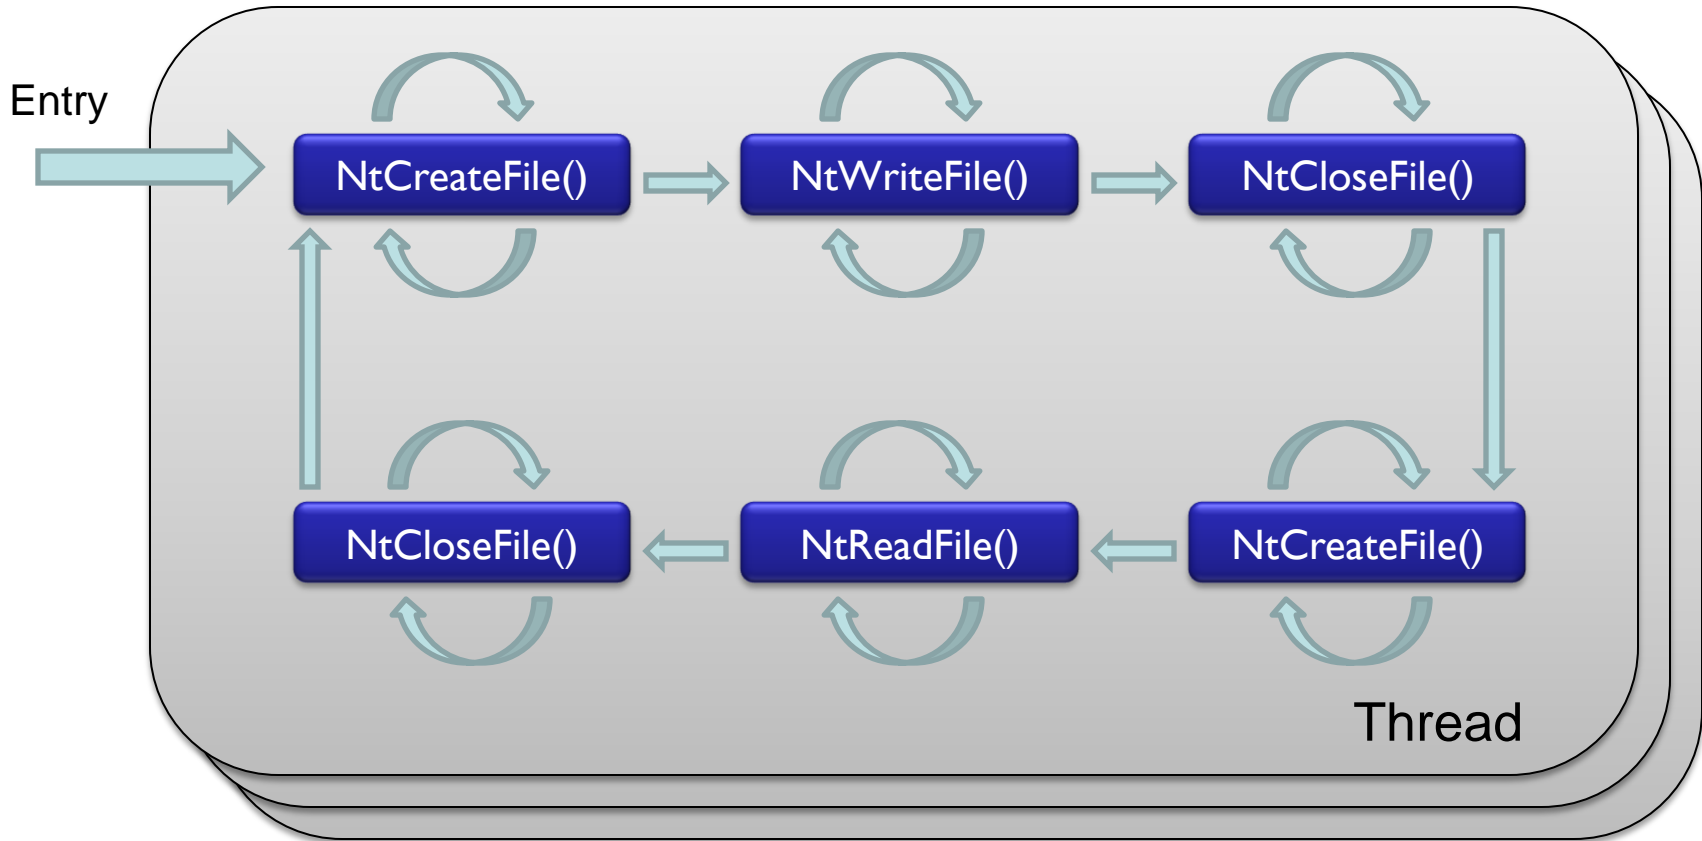 Entry
NtCreateFile()
NtWriteFile()
NtCloseFile()
NtCloseFile()
NtReadFile()
NtCreateFile()
Thread